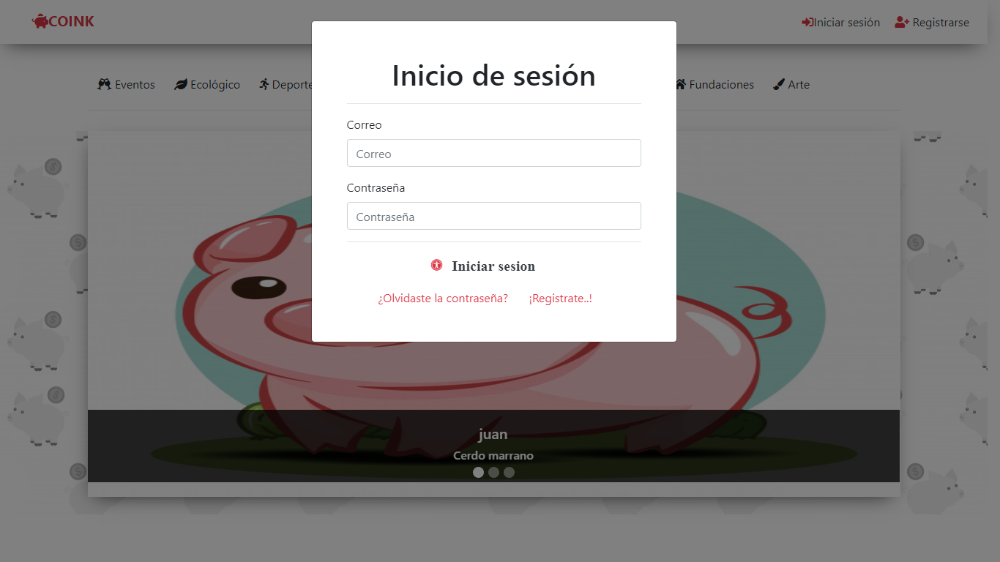 COINK
Iniciar sesión Registrarse
Inicio de sesión
Eventos Ecológico Deporte Fundaciones Arte
Correo
Correo
Contraseña
Contraseña
Iniciar sesion
¿Olvidaste la contraseña? ¡Registrate..!
juan
Cerdo marrano